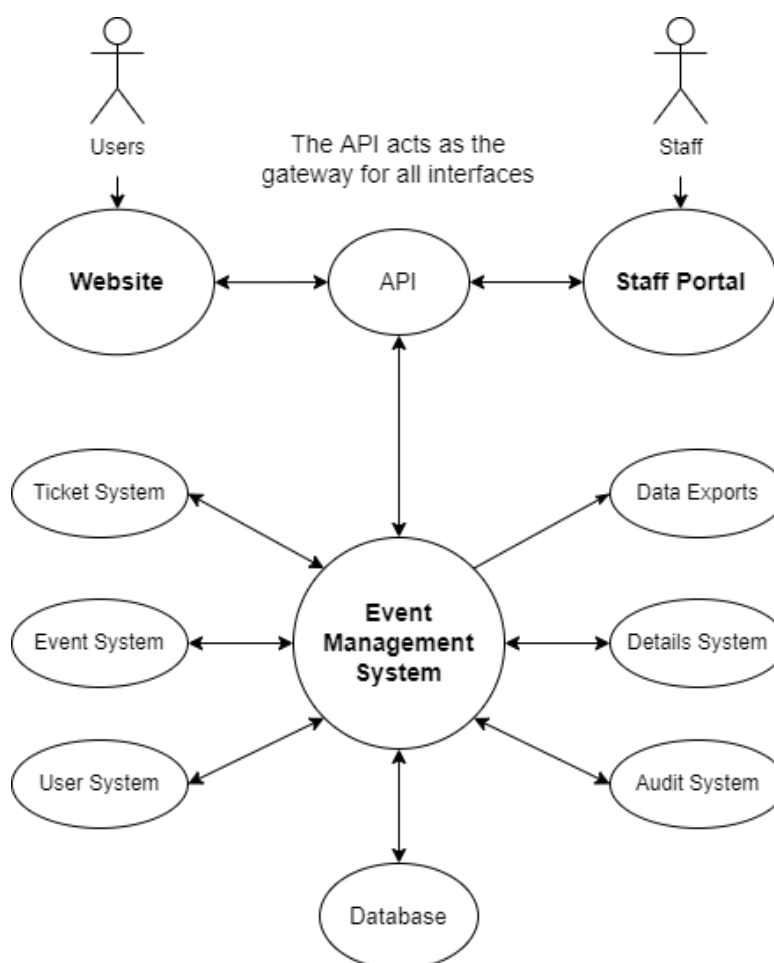 Users
Staff
The API acts as the
gateway for all interfaces
Website
API
Staff Portal
Ticket System
Data Exports
Event System
Event
Management
System
Details System
User System
Audit System
Database